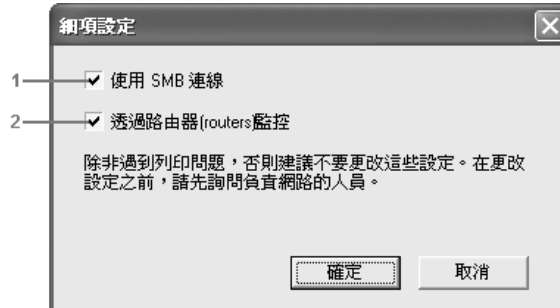 細項設定
1 使用 SMB 連線
2 透過路由器(routers)監控
除非遇到列印問題，否則建議不要更改這些設定。在更改
設定之前，請先詢問負責網路的人員。
確定 取消